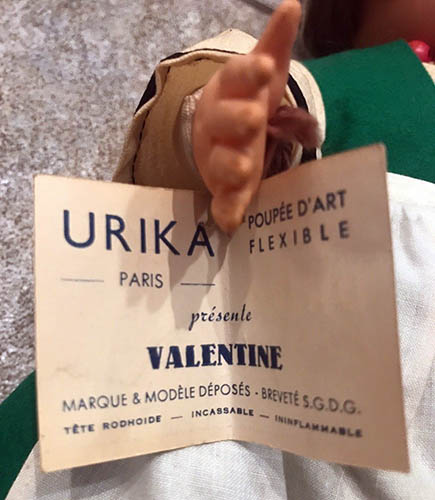 URIKA
POUPÉE D'ART
FLEXIBLE
PARIS
présente
VALENTINE
MARQUE & MODÈLE DÉPOSÉS - BREVETÉ S.G.D.G.
TÊTE RODHOIDE — INCASSABLE — ININFLAMMABLE